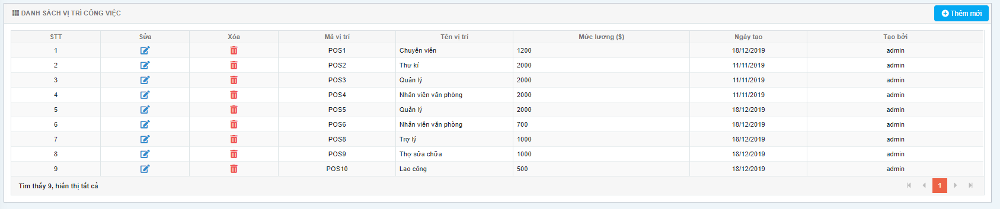 DANH SÁCH VỊ TRÍ CÔNG VIỆC
Thêm mới
STT Sửa Xóa Mã vị trí Tên vị trí Mức lương ($) Ngày tạo Tạo bởi
1 POS1 Chuyên viên 1200 18/12/2019 admin
2 POS2 Thư kí 2000 11/11/2019 admin
3 POS3 Quản lý 2000 11/11/2019 admin
4 POS4 Nhân viên văn phòng 2000 11/11/2019 admin
5 POS5 Quản lý 2000 18/12/2019 admin
6 POS6 Nhân viên văn phòng 700 18/12/2019 admin
7 POS8 Trợ lý 1000 18/12/2019 admin
8 POS9 Thợ sửa chữa 1000 18/12/2019 admin
9 POS10 Lao công 500 18/12/2019 admin
Tìm thấy 9, hiển thị tất cả 1